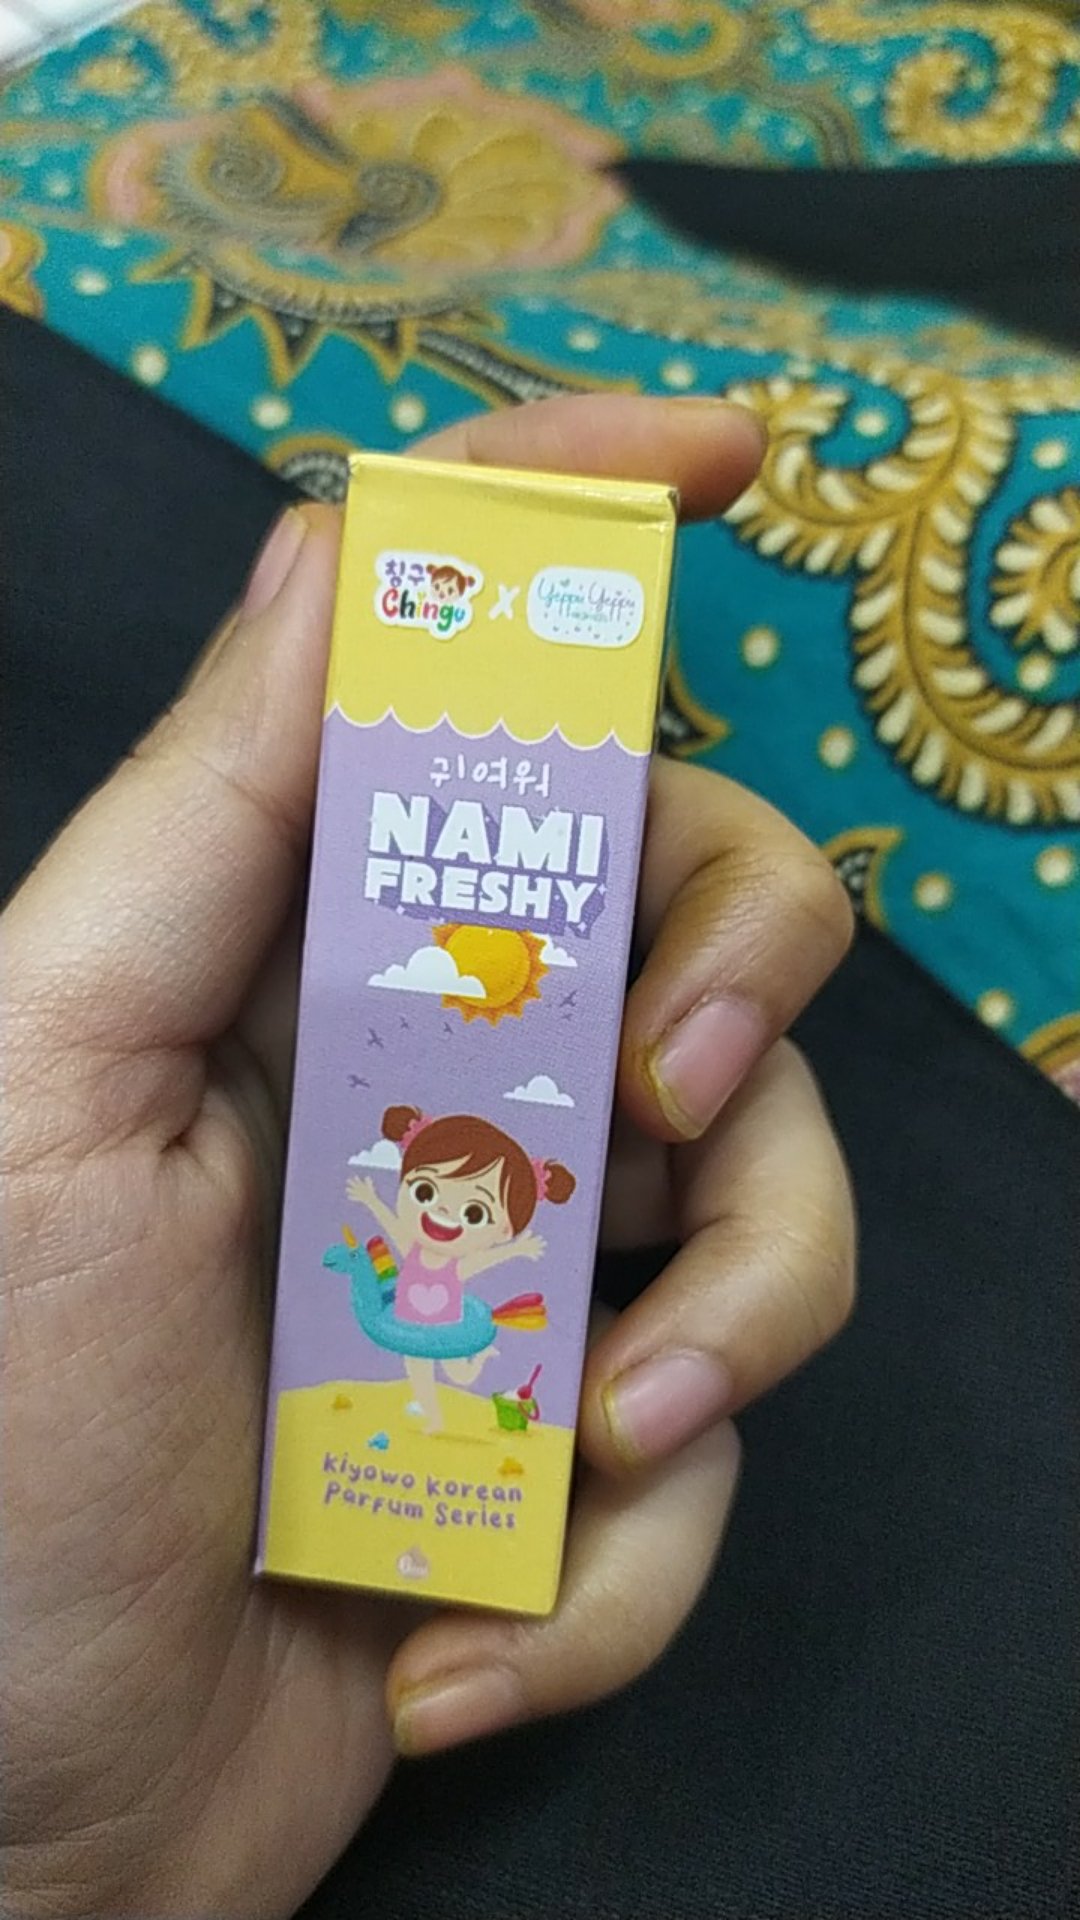 칭구
Chingu
X
Yeppu Yeppu
귀여워
NAMI
FRESHY
Kiyowo Korean
Parfum Series